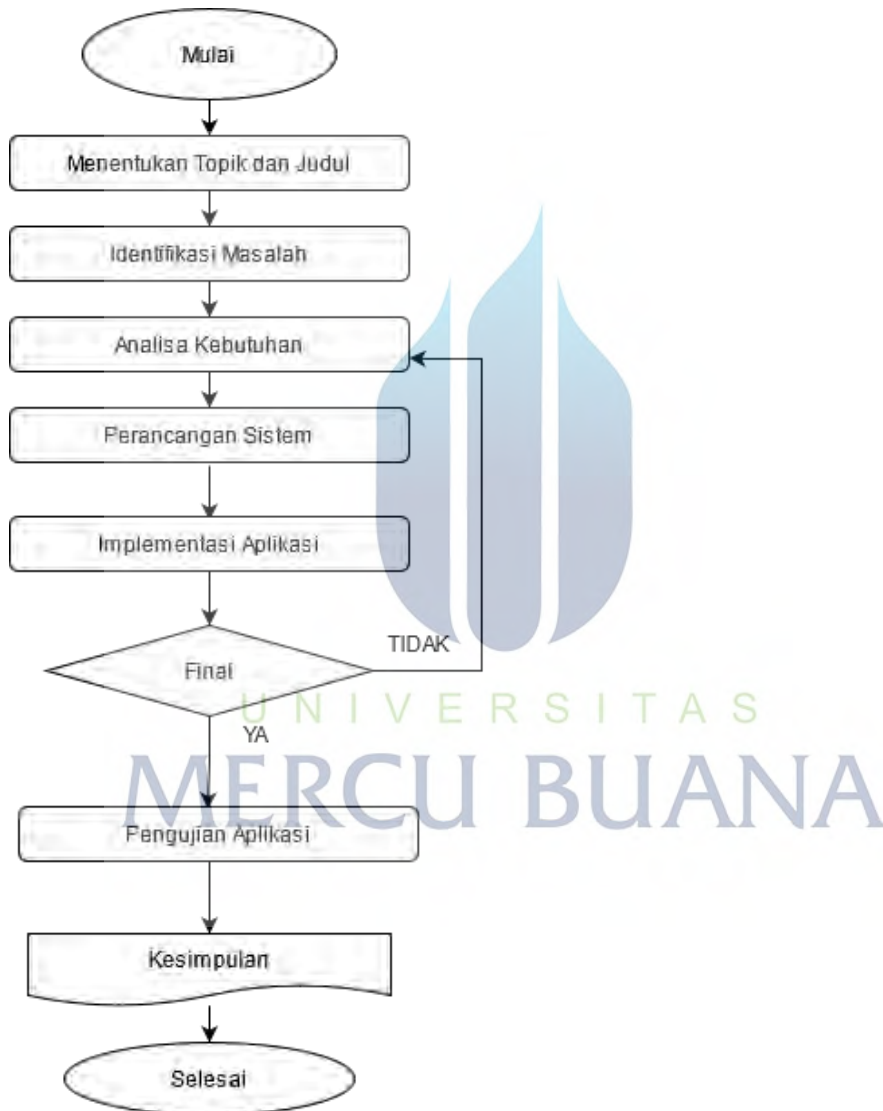 Mulai
Menentukan Topik dan Judul
Identifikasi Masalah
Analisa Kebutuhan
Perancangan Sistem
Implementasi Aplikasi
Final
TIDAK
UNIVERSITAS
YA
MERCU BUANA
Pengujian Aplikasi
Kesimpulan
Selesai